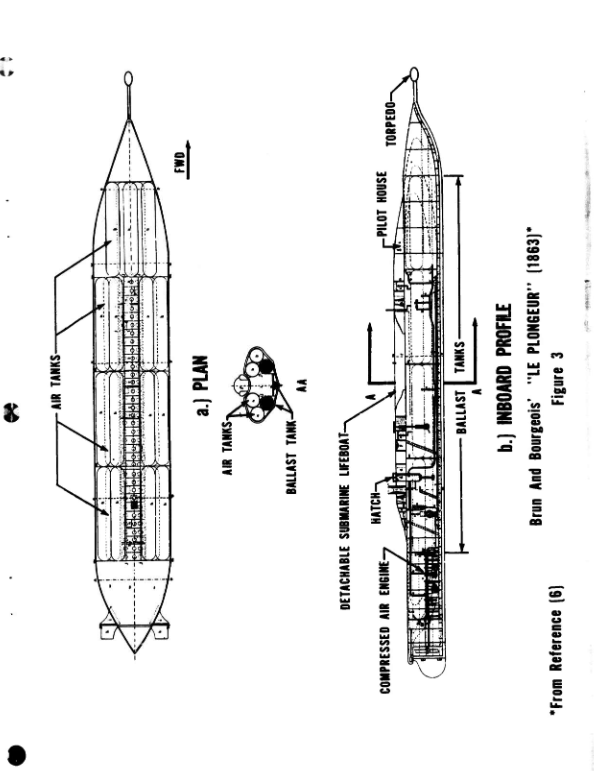 AIR TANKS
FWD
a.) PLAN
AIR TANKS
BALLAST TANK
AA
DETACHABLE SUBMARINE LIFEBOAT
HATCH
COMPRESSED AIR ENGINE
PILOT HOUSE
TORPEDO
A
A
BALLAST TANKS
b.) INBOARD PROFILE
Brun And Bourgeois' "LE PLONGEUR" (1863)*
Figure 3
*From Reference (6)